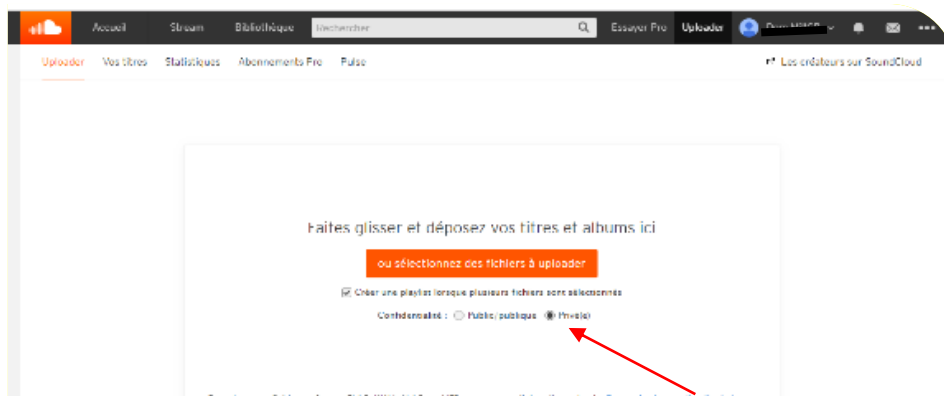 Accueil Stream Bibliothèque Rechercher Essayer Pro Uploader
Uploader Vos titres Statistiques Abonnements Pro Pulse Les créateurs sur SoundCloud
Faites glisser et déposez vos titres et albums ici
ou sélectionnez des fichiers à uploader
Créer une playlist lorsque plusieurs fichiers sont sélectionnés
Confidentialité : Public/publique Privé(e)